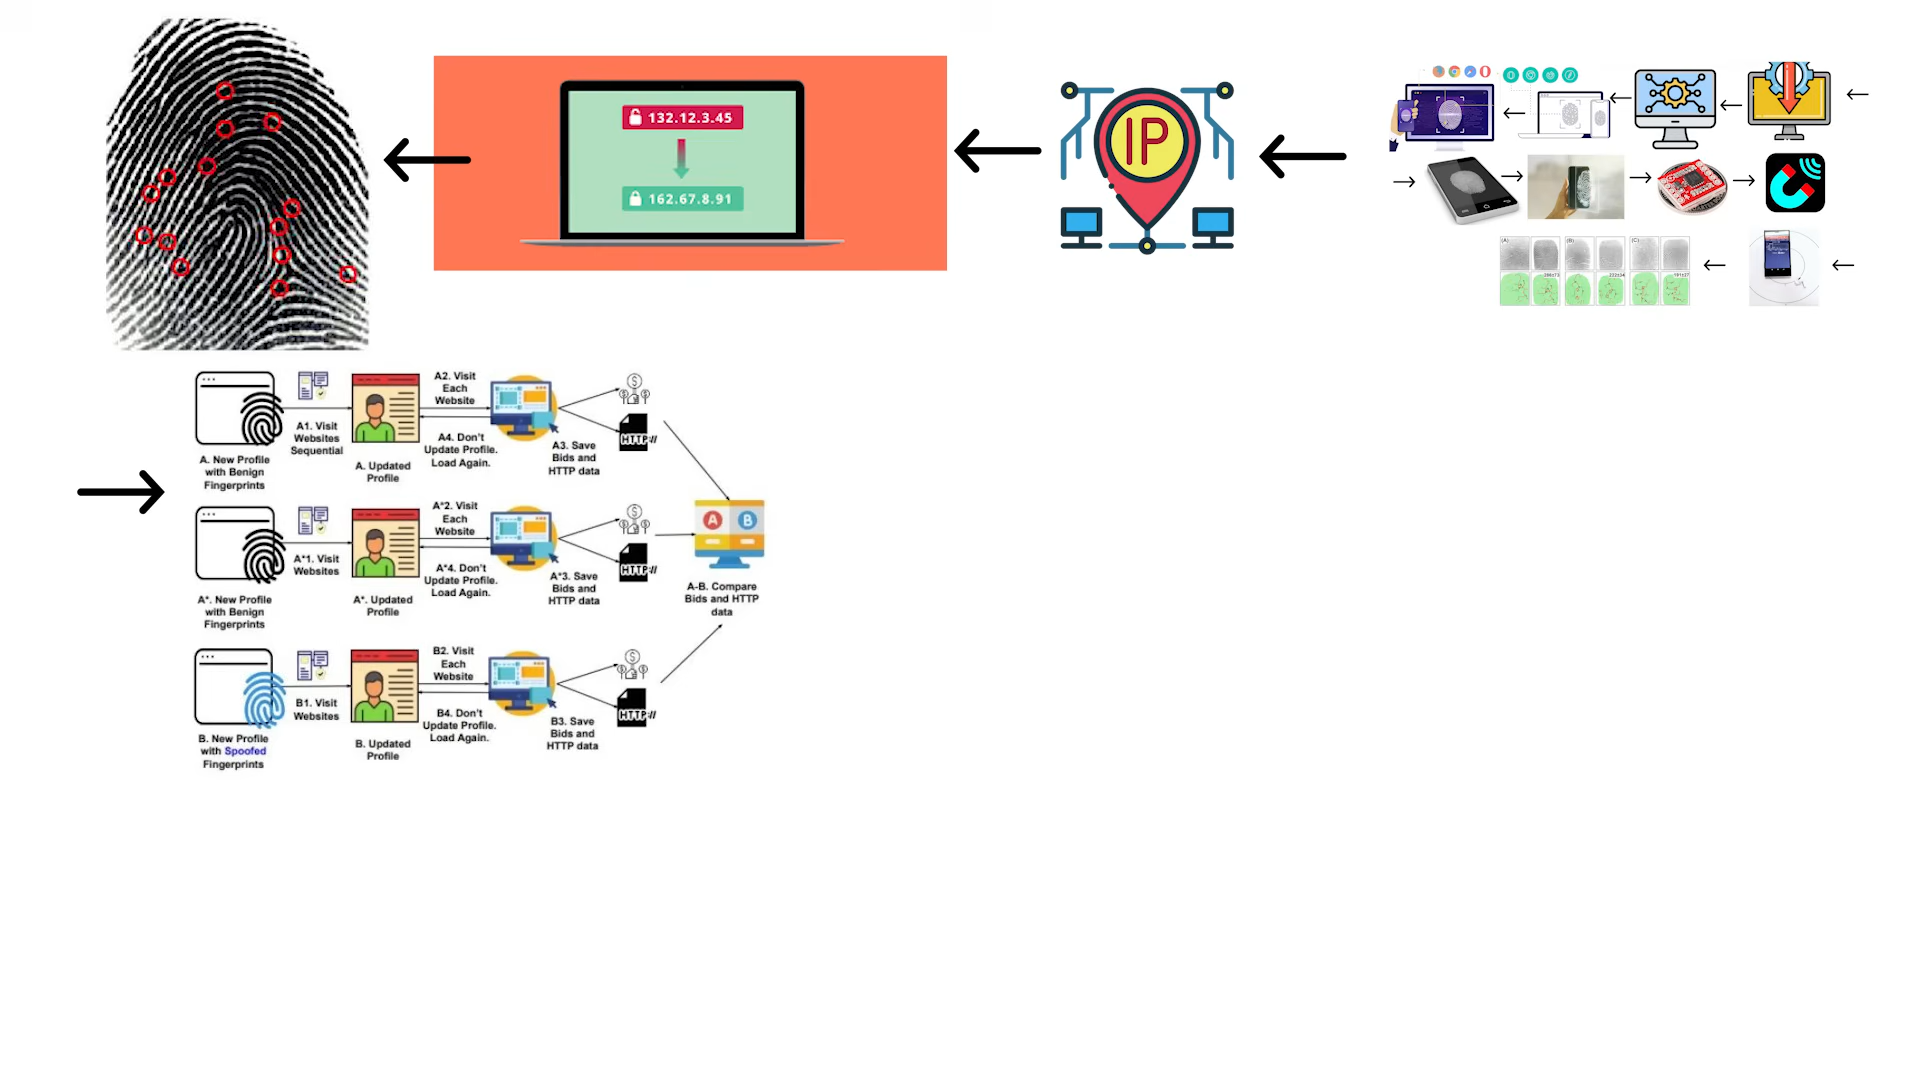 132.12.3.45
162.67.8.91
IP
(A)
(B)
(C)
A. New Profile
with Benign
Fingerprints
A1. Visit
Websites
Sequential
A. Updated
Profile
A2. Visit
Each
Website
A4. Don't
Update Profile.
Load Again.
A3. Save
Bids and
HTTP data
HTTP://
A*. New Profile
with Benign
Fingerprints
A*1. Visit
Websites
A*. Updated
Profile
A*2. Visit
Each
Website
A*4. Don't
Update Profile.
Load Again.
A*3. Save
Bids and
HTTP data
HTTP://
A B
A-B. Compare
Bids and HTTP
data
B. New Profile
with Spoofed
Fingerprints
B1. Visit
Websites
B. Updated
Profile
B2. Visit
Each
Website
B4. Don't
Update Profile.
Load Again.
B3. Save
Bids and
HTTP data
HTTP://